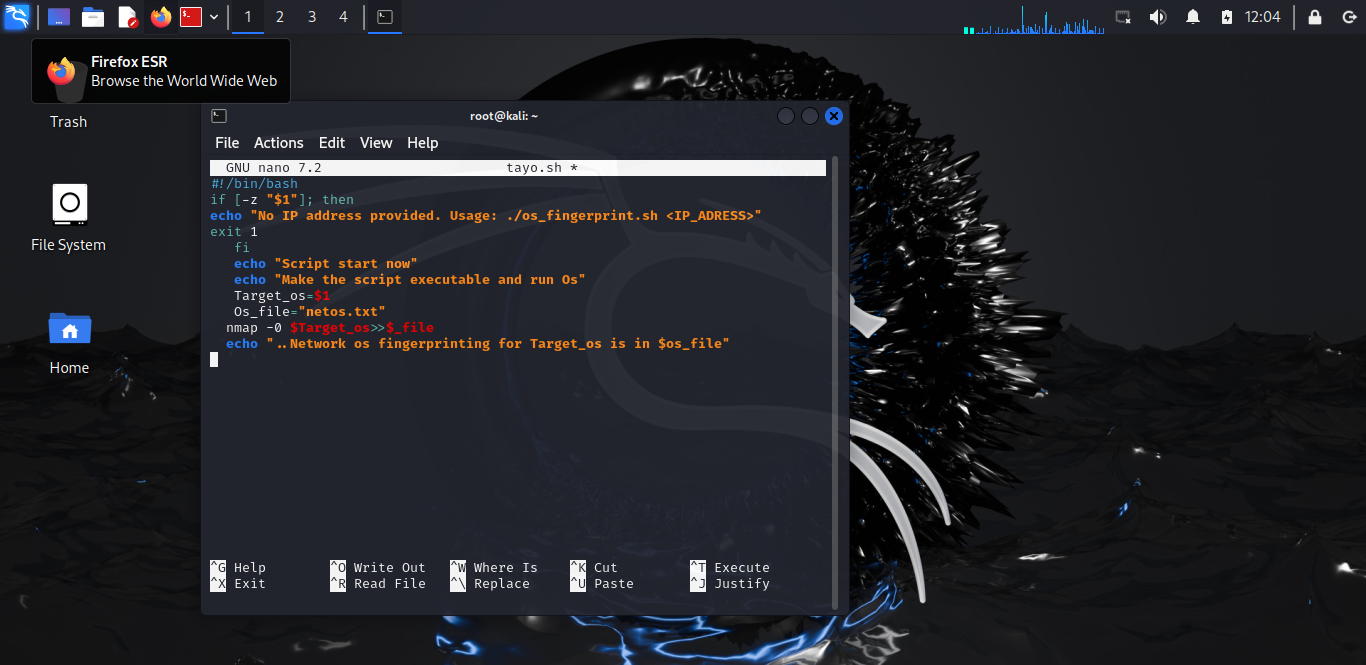 1 2 3 4 12:04
Firefox ESR
Browse the World Wide Web
Trash
File System
Home
root@kali: ~
File Actions Edit View Help
GNU nano 7.2 tayo.sh *
#!/bin/bash
if [-z "$1"]; then
echo "No IP address provided. Usage: ./os_fingerprint.sh <IP_ADRESS>"
exit 1
fi
echo "Script start now"
echo "Make the script executable and run Os"
Target_os=$1
Os_file="netos.txt"
nmap -0 $Target_os>>$_file
echo "..Network os fingerprinting for Target_os is in $os_file"
^G Help ^O Write Out ^W Where Is ^K Cut ^T Execute
^X Exit ^R Read File ^\ Replace ^U Paste ^J Justify